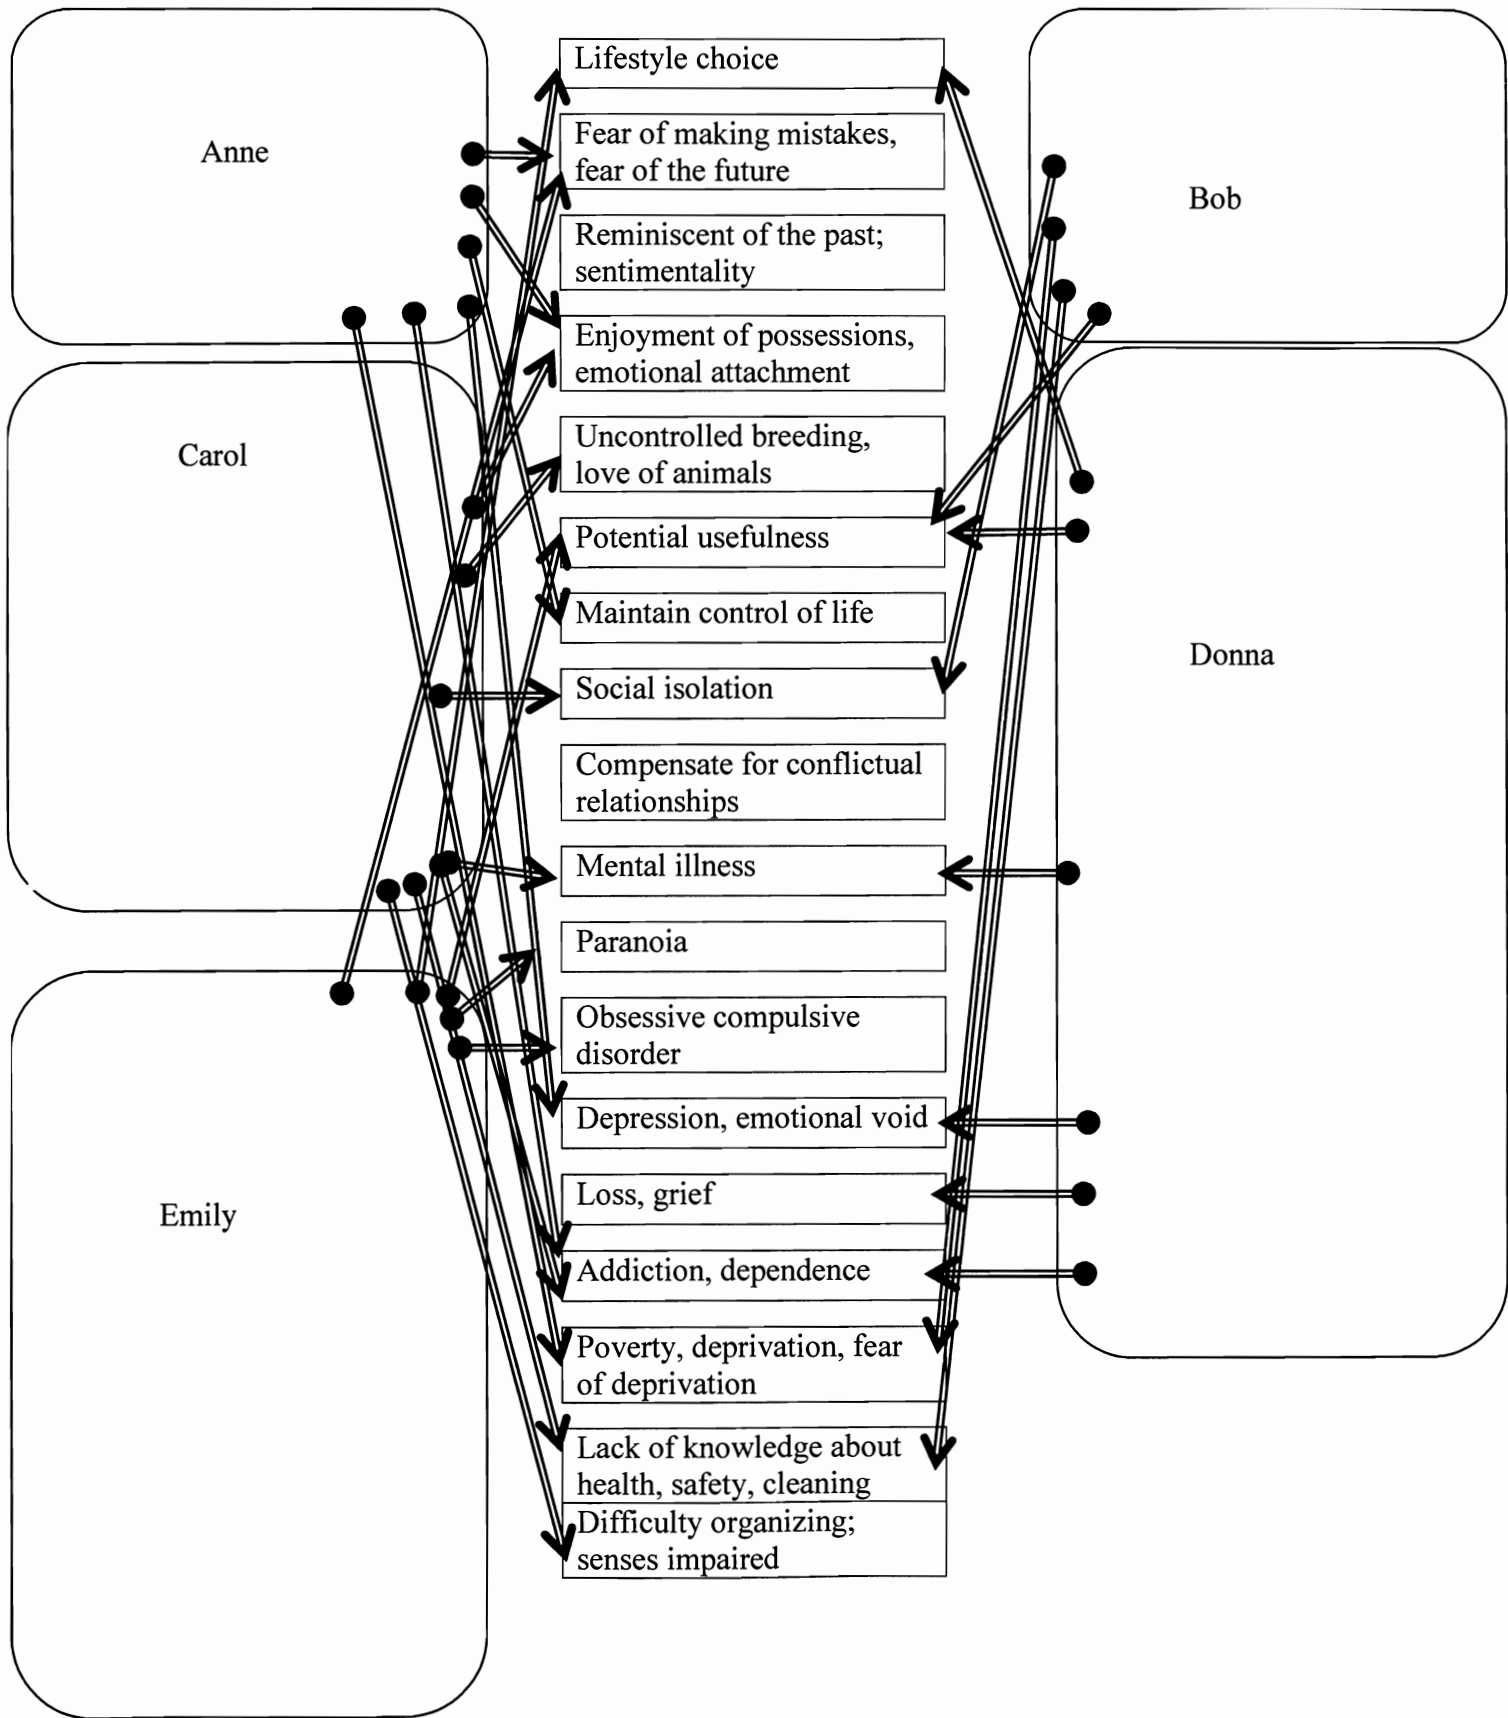 Anne
Carol
Emily
Lifestyle choice
Fear of making mistakes,
fear of the future
Reminiscent of the past;
sentimentality
Enjoyment of possessions,
emotional attachment
Uncontrolled breeding,
love of animals
Potential usefulness
Maintain control of life
Social isolation
Compensate for conflictual
relationships
Mental illness
Paranoia
Obsessive compulsive
disorder
Depression, emotional void
Loss, grief
Addiction, dependence
Poverty, deprivation, fear
of deprivation
Lack of knowledge about
health, safety, cleaning
Difficulty organizing;
senses impaired
Bob
Donna